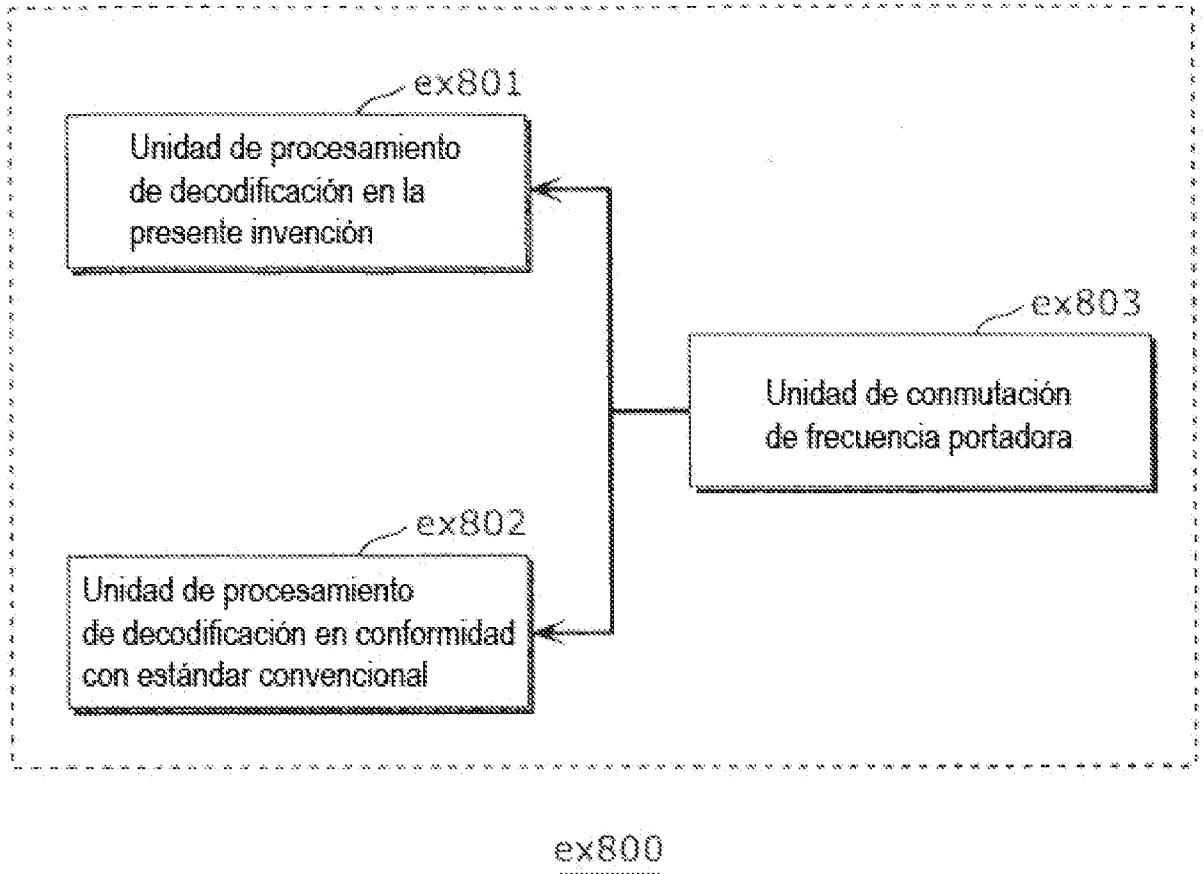 ex801
Unidad de procesamiento
de decodificación en la
presente invención
ex803
Unidad de conmutación
de frecuencia portadora
ex802
Unidad de procesamiento
de decodificación en conformidad
con estándar convencional
ex800